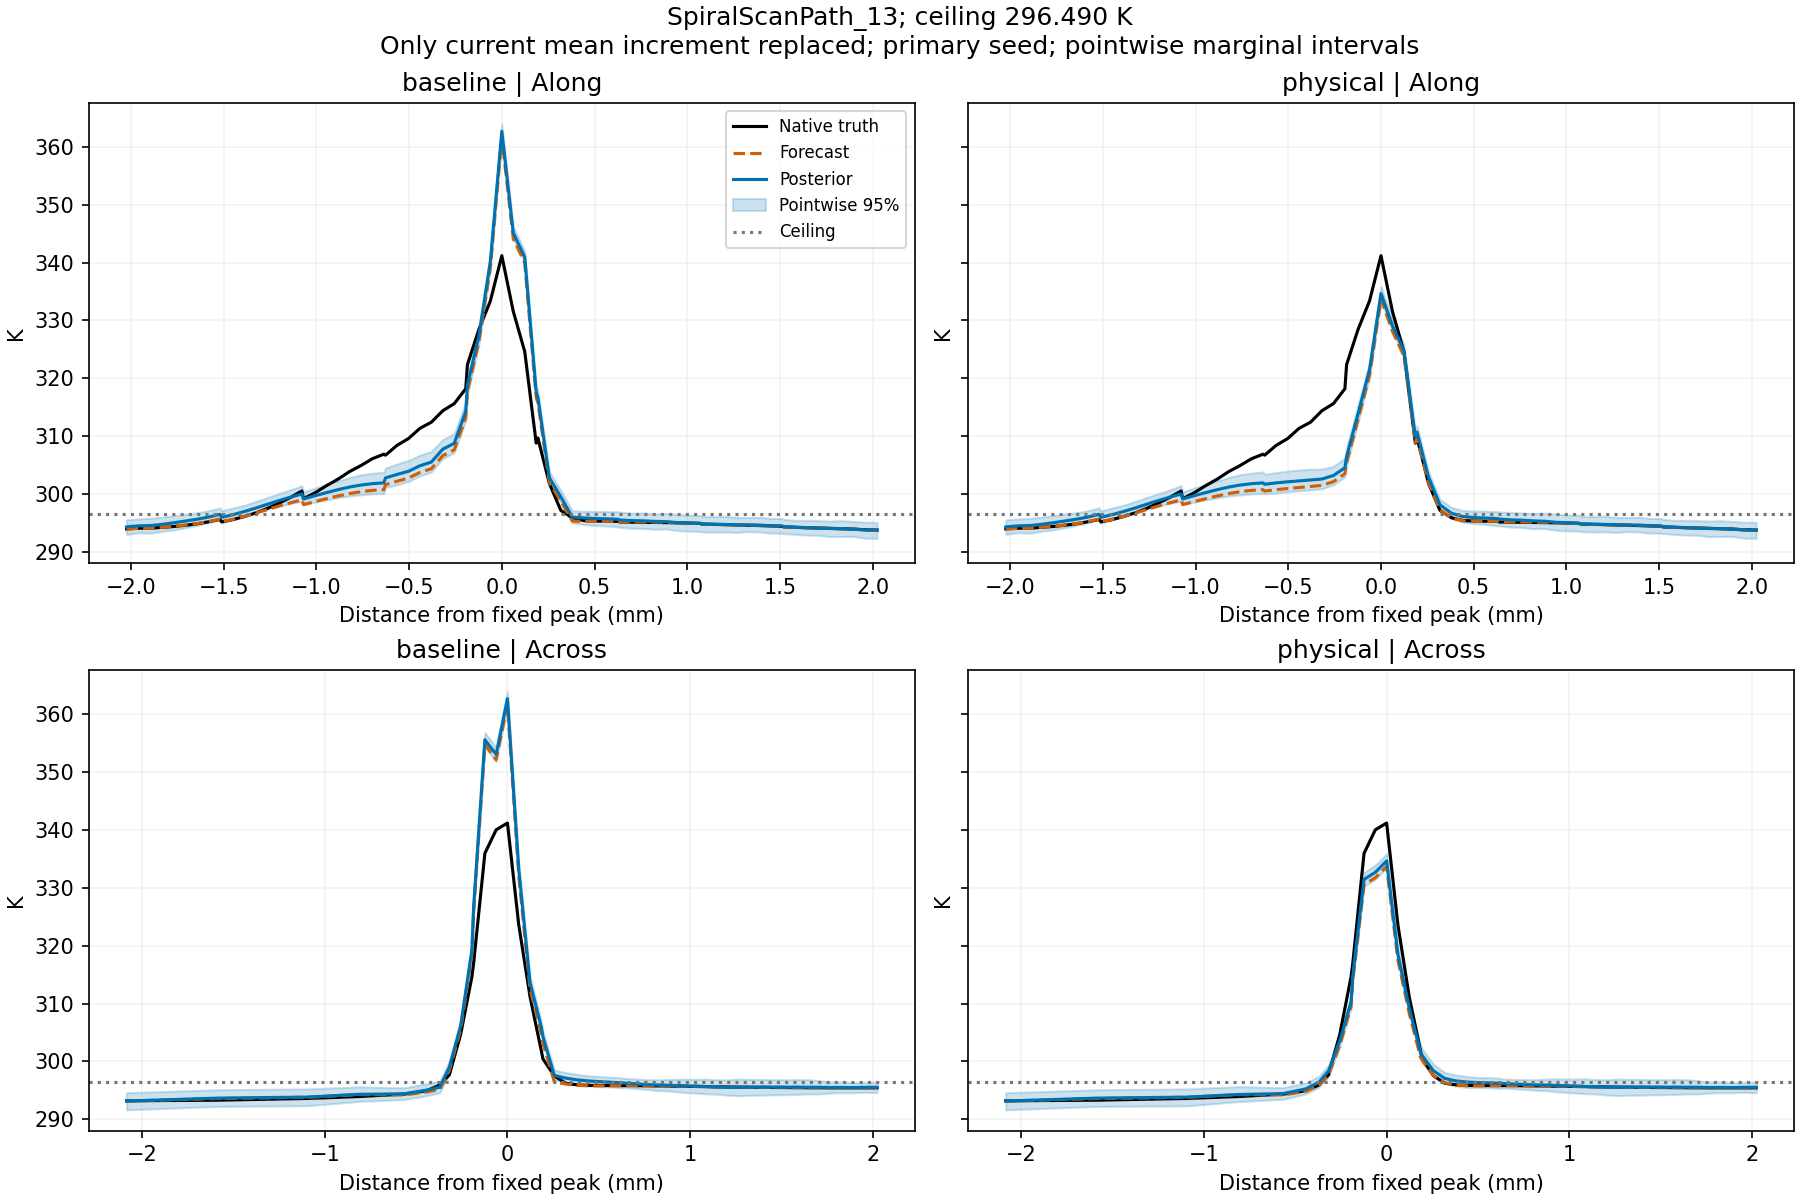 SpiralScanPath_13; ceiling 296.490 K
Only current mean increment replaced; primary seed; pointwise marginal intervals
baseline | Along
physical | Along
Native truth
Forecast
Posterior
Pointwise 95%
Ceiling
360
350
340
330
320
310
300
290
K
K
−2.0 −1.5 −1.0 −0.5 0.0 0.5 1.0 1.5 2.0
−2.0 −1.5 −1.0 −0.5 0.0 0.5 1.0 1.5 2.0
Distance from fixed peak (mm)
Distance from fixed peak (mm)
baseline | Across
physical | Across
360
350
340
330
320
310
300
290
K
K
−2 −1 0 1 2
−2 −1 0 1 2
Distance from fixed peak (mm)
Distance from fixed peak (mm)